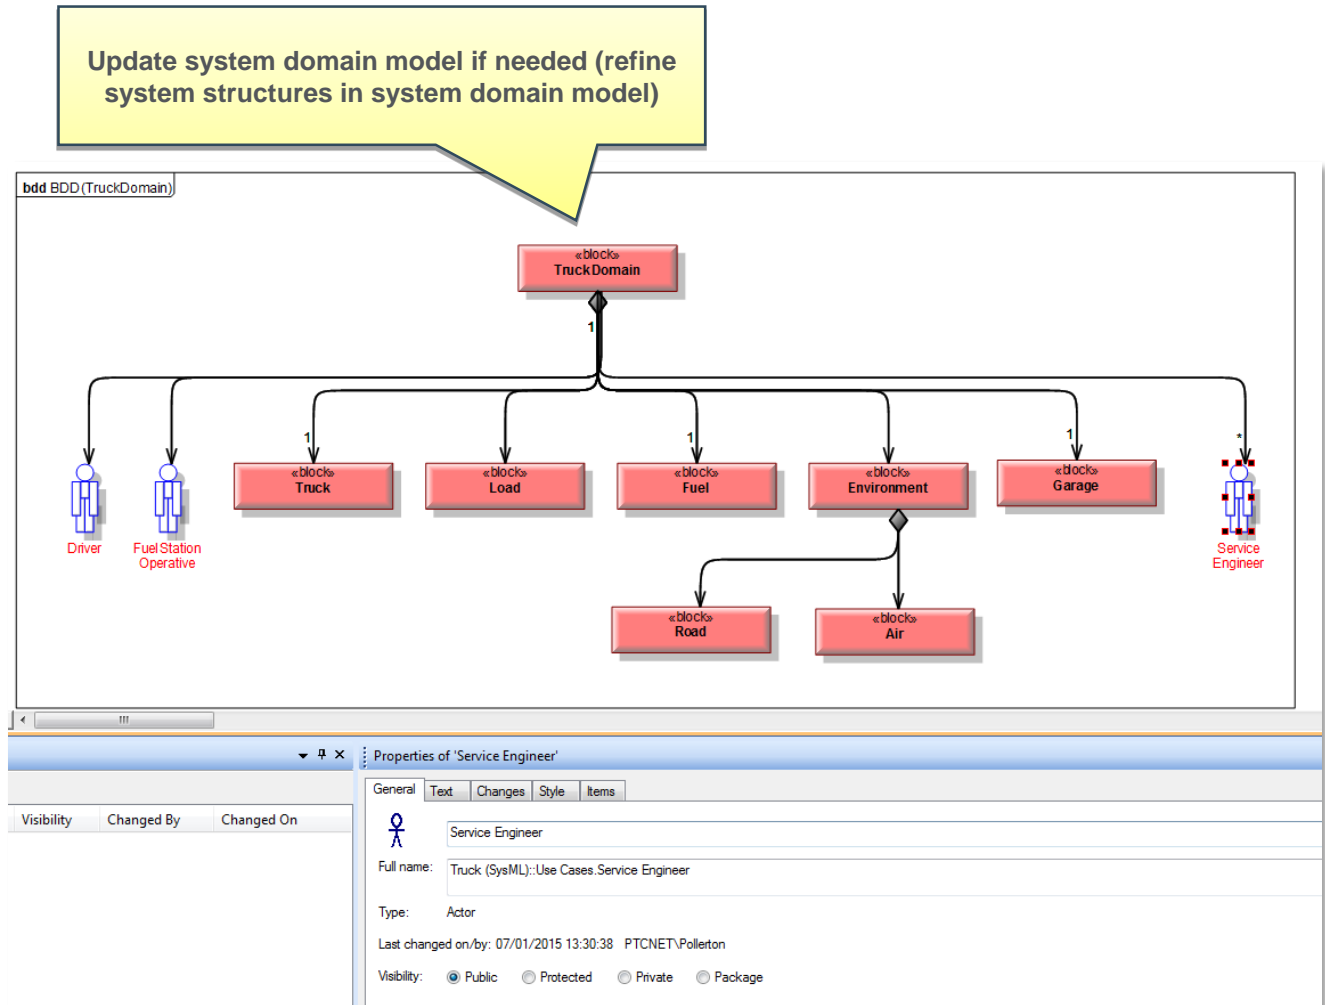 Update system domain model if needed (refine
system structures in system domain model)
bdd BDD (TruckDomain)
«block»
TruckDomain
1
1
1
1
*
«block»
Truck
«block»
Load
«block»
Fuel
«block»
Environment
«block»
Garage
Driver
Fuel Station
Operative
Service
Engineer
«block»
Road
«block»
Air
Properties of 'Service Engineer'
General Text Changes Style Items
Visibility Changed By Changed On
Service Engineer
Full name: Truck (SysML)::Use Cases.Service Engineer
Type: Actor
Last changed on/by: 07/01/2015 13:30:38 PTCNET\Pollerton
Visibility: Public Protected Private Package